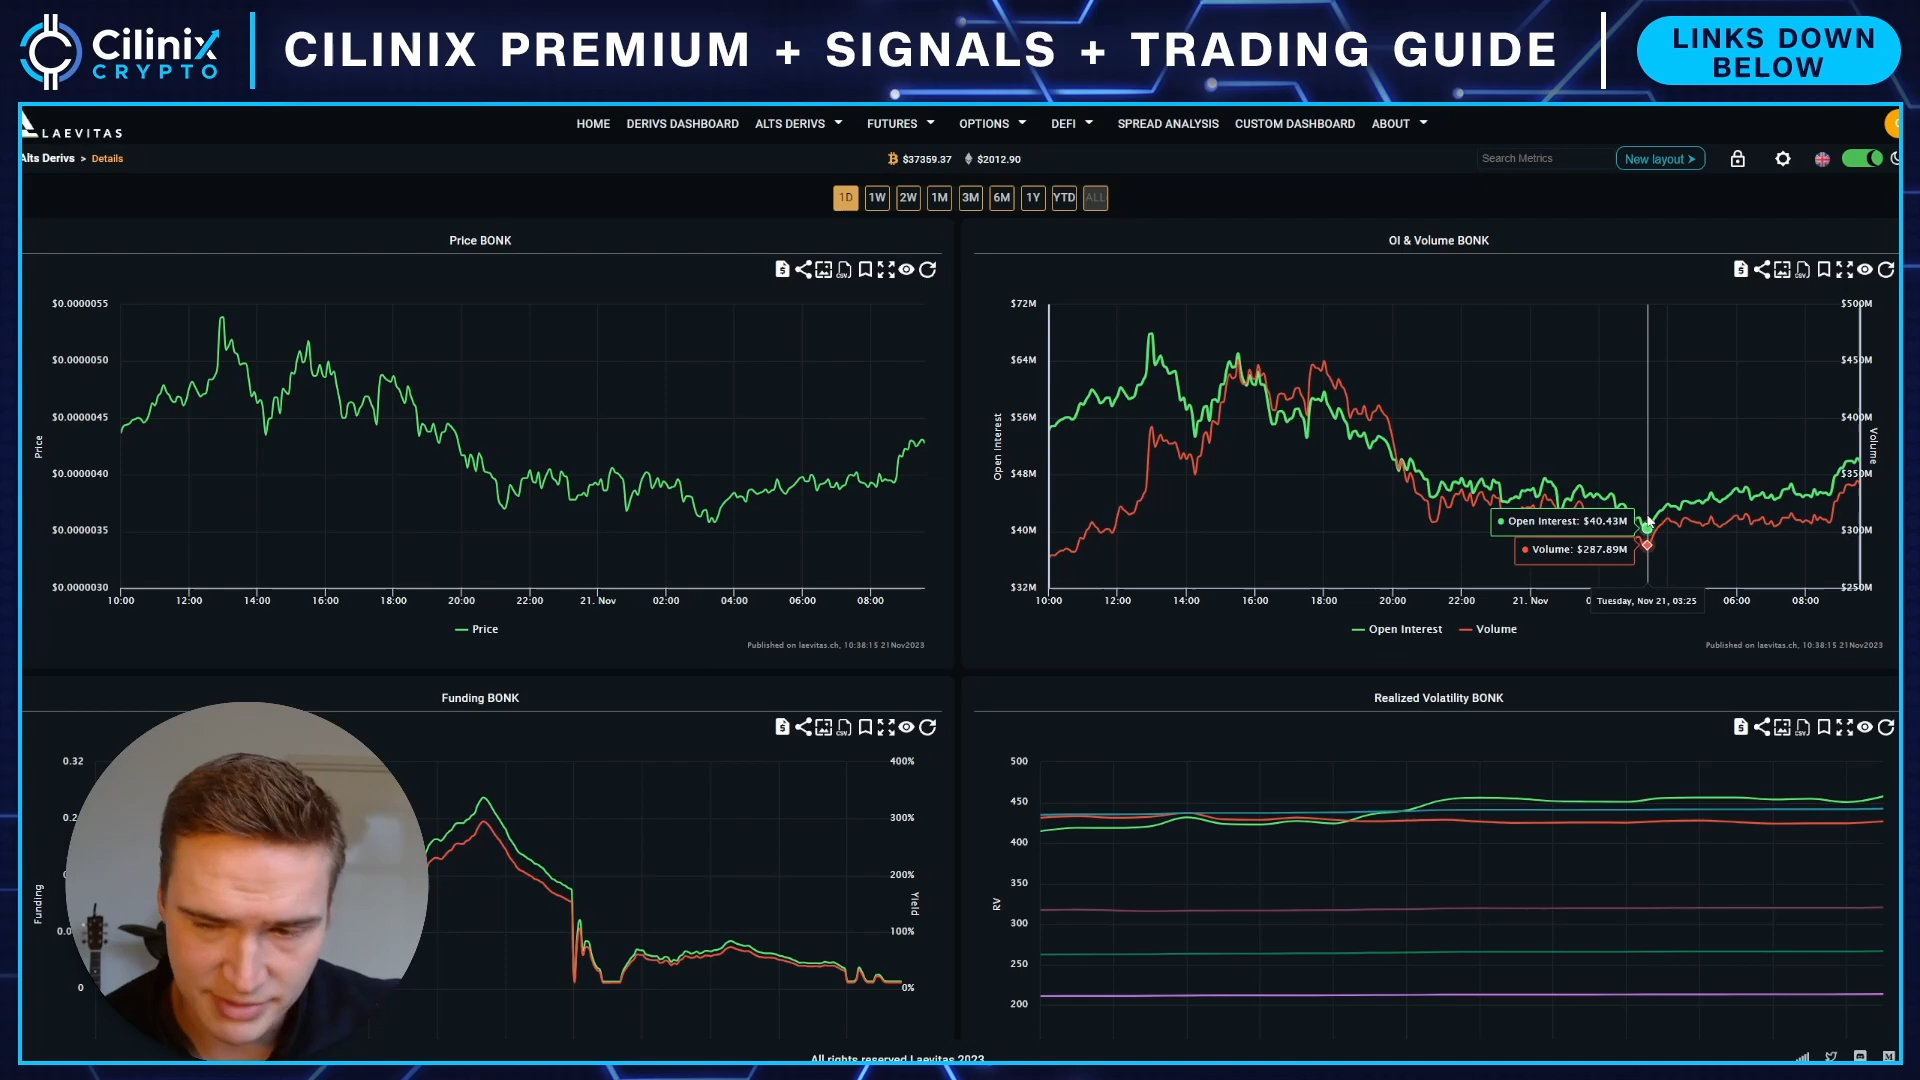 Cilinix
CRYPTO
CILINIX PREMIUM + SIGNALS + TRADING GUIDE
LINKS DOWN
BELOW
LAEVITAS
HOME
DERIVS DASHBOARD
ALTS DERIVS
FUTURES
OPTIONS
DEFI
SPREAD ANALYSIS
CUSTOM DASHBOARD
ABOUT
Alts Derivs > Details
$37359.37
$2012.90
Search Metrics
New layout
1D
1W
2W
1M
3M
6M
1Y
YTD
ALL
Price BONK
$0.0000055
$0.0000050
$0.0000045
$0.0000040
$0.0000035
$0.0000030
Price
10:00
12:00
14:00
16:00
18:00
20:00
22:00
21. Nov
02:00
04:00
06:00
08:00
Price
Published on laevitas.ch, 10:38:15 21Nov2023
OI & Volume BONK
$72M
$64M
$56M
$48M
$40M
$32M
Open Interest
$500M
$450M
$400M
$350M
$300M
$250M
Volume
Open Interest: $40.43M
Volume: $287.89M
10:00
12:00
14:00
16:00
18:00
20:00
22:00
21. Nov
Tuesday, Nov 21, 03:25
06:00
08:00
Open Interest
Volume
Published on laevitas.ch, 10:38:15 21Nov2023
Funding BONK
0.32
0.2
0.0
0
Funding
400%
300%
200%
100%
0%
Yield
Realized Volatility BONK
500
450
400
350
300
250
200
RV
All rights reserved Laevitas 2023